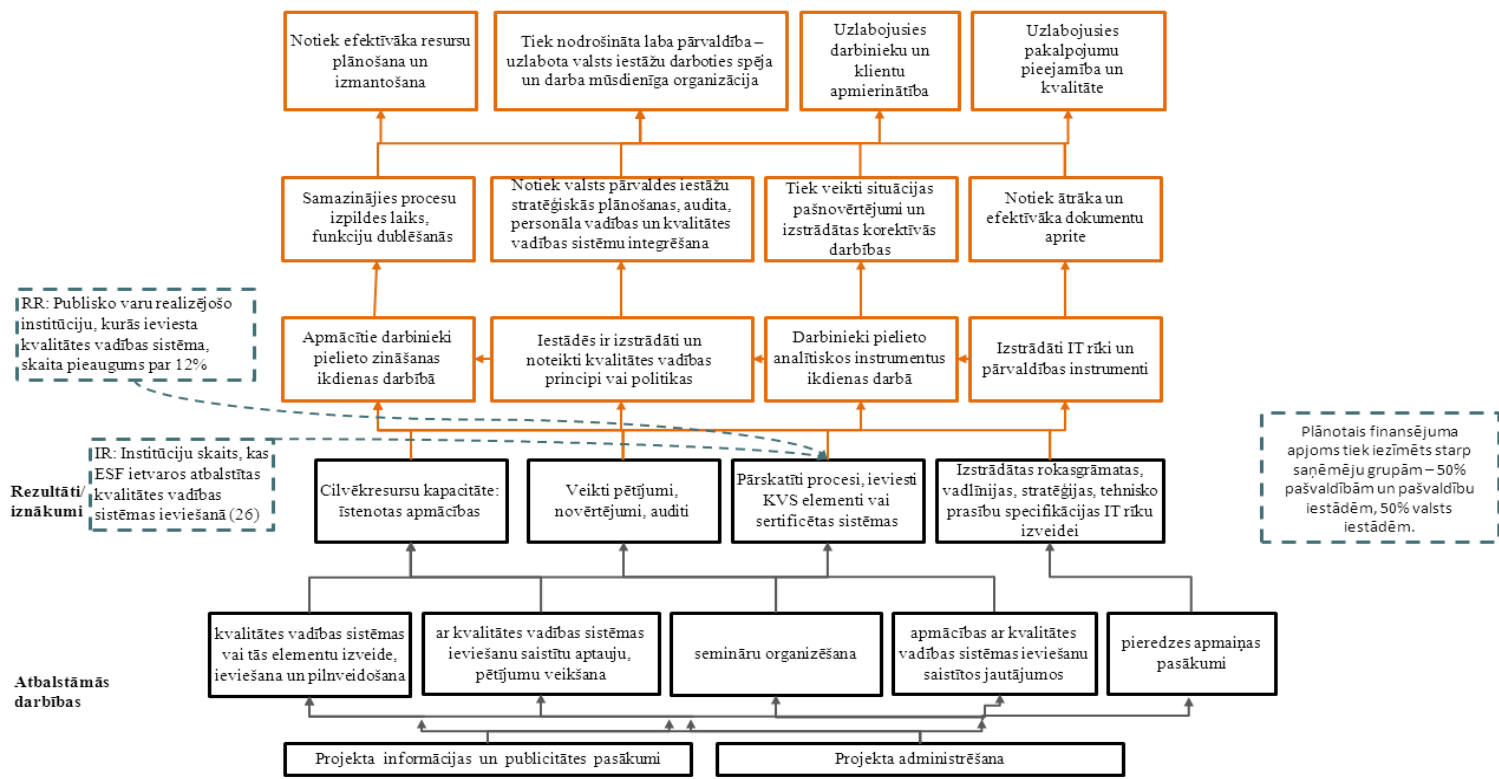 Notiek efektīvāka resursu
plānošana un
izmantošana
Tiek nodrošināta laba pārvaldība –
uzlabota valsts iestāžu darboties spēja
un darba mūsdienīga organizācija
Uzlabojusies
darbinieku un
klientu
apmierinātība
Uzlabojusies
pakalpojumu
pieejamība un
kvalitāte
Samazinājies procesu
izpildes laiks,
funkciju dublēšanās
Notiek valsts pārvaldes iestāžu
stratēģiskās plānošanas, audita,
personāla vadības un kvalitātes
vadības sistēmu integrēšana
Tiek veikti situācijas
pašnovērtējumi un
izstrādātas korektīvās
darbības
Notiek ātrāka un
efektīvāka dokumentu
aprite
RR: Publisko varu realizējošo
institūciju, kurās ieviesta
kvalitātes vadības sistēma,
skaita pieaugums par 12%
Apmācītie darbinieki
pielieto zināšanas
ikdienas darbībā
Iestādēs ir izstrādāti un
noteikti kvalitātes vadības
principi vai politikas
Darbinieki pielieto
analītiskos instrumentus
ikdienas darbā
Izstrādāti IT rīki un
pārvaldības instrumenti
Rezultāti/
iznākumi
IR: Institūciju skaits, kas
ESF ietvaros atbalstītas
kvalitātes vadības
sistēmas ieviešanā (26)
Cilvēkresursu kapacitāte:
īstenotas apmācības
Veikti pētījumi,
novērtējumi, auditi
Pārskatīti procesi, ieviesti
KVS elementi vai
sertificētas sistēmas
Izstrādātas rokasgrāmatas,
vadlīnijas, stratēģijas, tehnisko
prasību specifikācijas IT rīku
izveidei
Plānotais finansējuma
apjoms tiek iezīmēts starp
saņēmēju grupām – 50%
pašvaldībām un pašvaldību
iestādēm, 50% valsts
iestādēm.
Atbalstāmās
darbības
kvalitātes vadības sistēmas
vai tās elementu izveide,
ieviešana un pilnveidošana
ar kvalitātes vadības sistēmas
ieviešanu saistītu aptauju,
pētījumu veikšana
semināru organizēšana
apmācības ar kvalitātes
vadības sistēmas ieviešanu
saistītos jautājumos
pieredzes apmaiņas
pasākumi
Projekta informācijas un publicitātes pasākumi
Projekta administrēšana